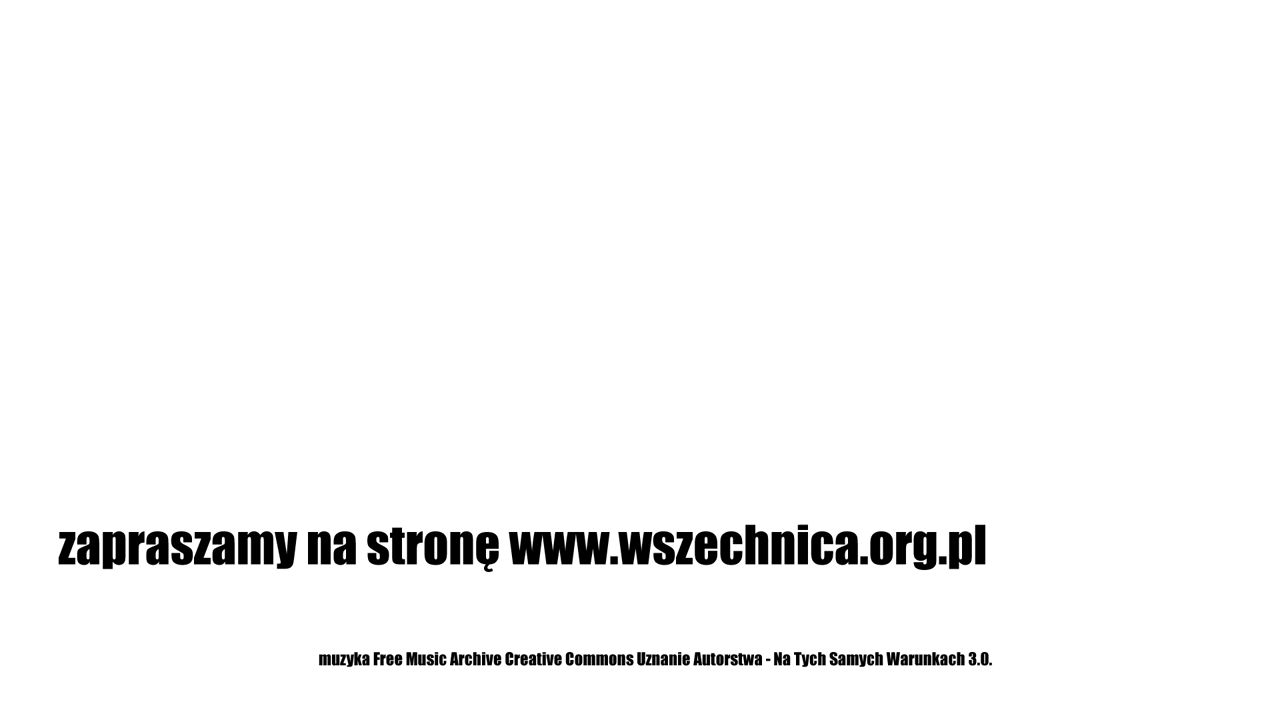 zapraszamy na stronę www.wszechnica.org.pl
muzyka Free Music Archive Creative Commons Uznanie Autorstwa - Na Tych Samych Warunkach 3.0.